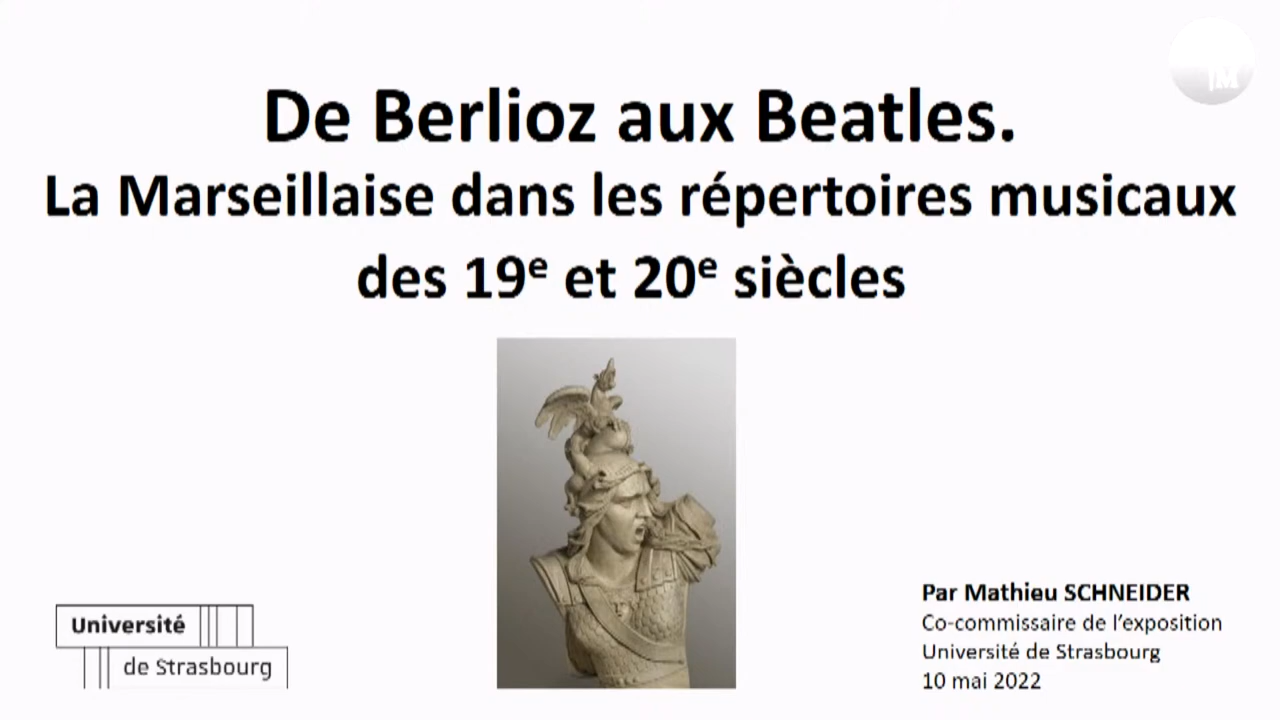 De Berlioz aux Beatles.
La Marseillaise dans les répertoires musicaux
des 19e et 20e siècles
Par Mathieu SCHNEIDER
Co-commissaire de l'exposition
Université de Strasbourg
10 mai 2022
Université
de Strasbourg